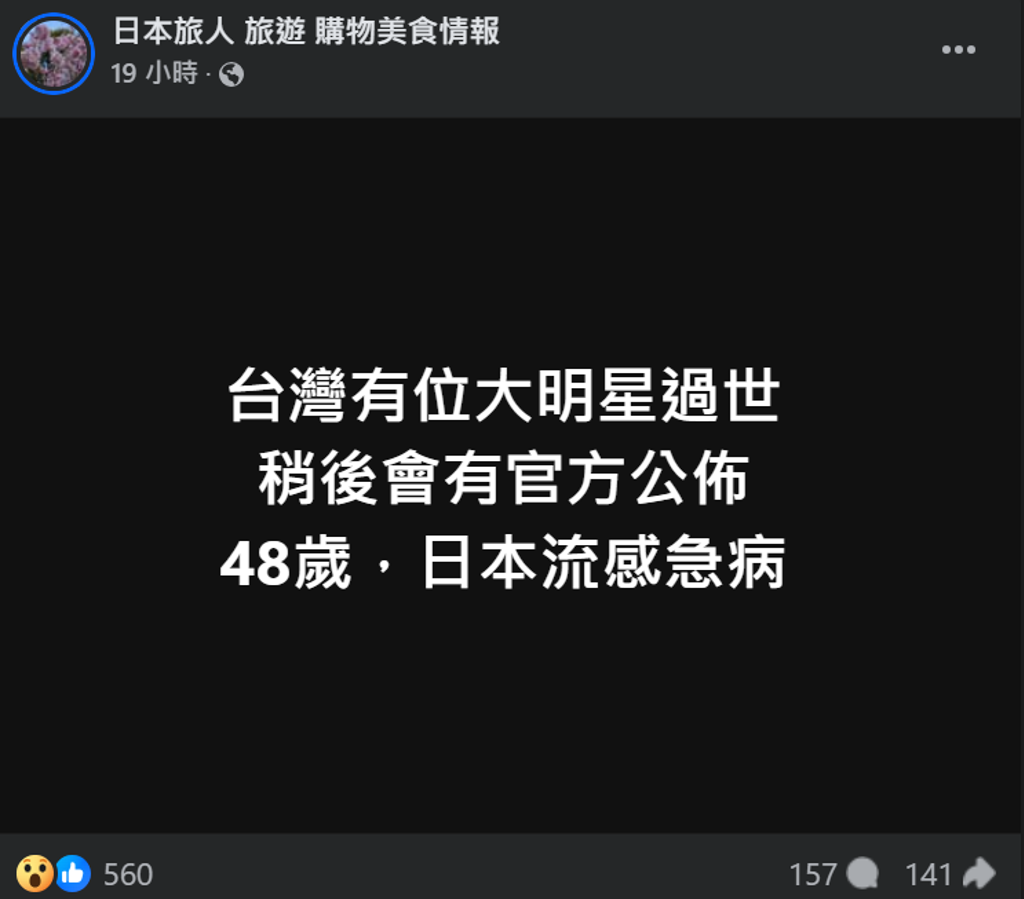 日本旅人 旅遊 購物美食情報
19 小時 ·
台灣有位大明星過世
稍後會有官方公佈
48歲，日本流感急病
560
157
141